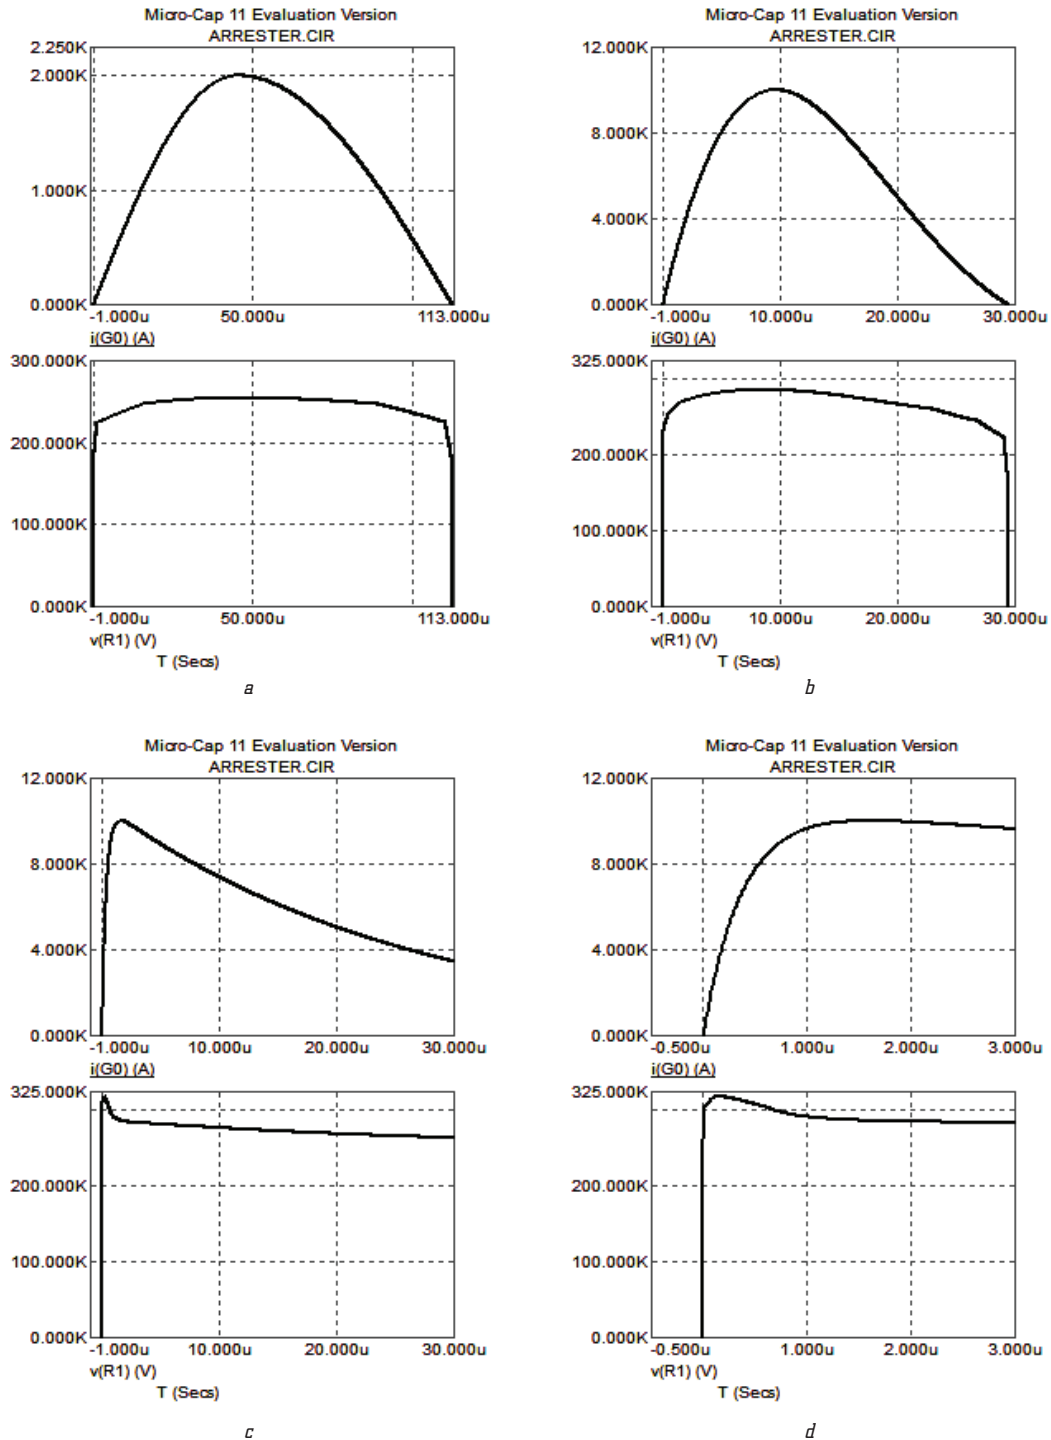 Micro-Cap 11 Evaluation Version
ARRESTER.CIR
2.250K
2.000K
1.000K
0.000K
-1.000u 50.000u 113.000u
i(G0) (A)
300.000K
200.000K
100.000K
0.000K
-1.000u 50.000u 113.000u
v(R1) (V)
T (Secs)
a
Micro-Cap 11 Evaluation Version
ARRESTER.CIR
12.000K
8.000K
4.000K
0.000K
-1.000u 10.000u 20.000u 30.000u
i(G0) (A)
325.000K
200.000K
100.000K
0.000K
-1.000u 10.000u 20.000u 30.000u
v(R1) (V)
T (Secs)
b
Micro-Cap 11 Evaluation Version
ARRESTER.CIR
12.000K
8.000K
4.000K
0.000K
-1.000u 10.000u 20.000u 30.000u
i(G0) (A)
325.000K
200.000K
100.000K
0.000K
-1.000u 10.000u 20.000u 30.000u
v(R1) (V)
T (Secs)
c
Micro-Cap 11 Evaluation Version
ARRESTER.CIR
12.000K
8.000K
4.000K
0.000K
-0.500u 1.000u 2.000u 3.000u
i(G0) (A)
325.000K
200.000K
100.000K
0.000K
-0.500u 1.000u 2.000u 3.000u
v(R1) (V)
T (Secs)
d